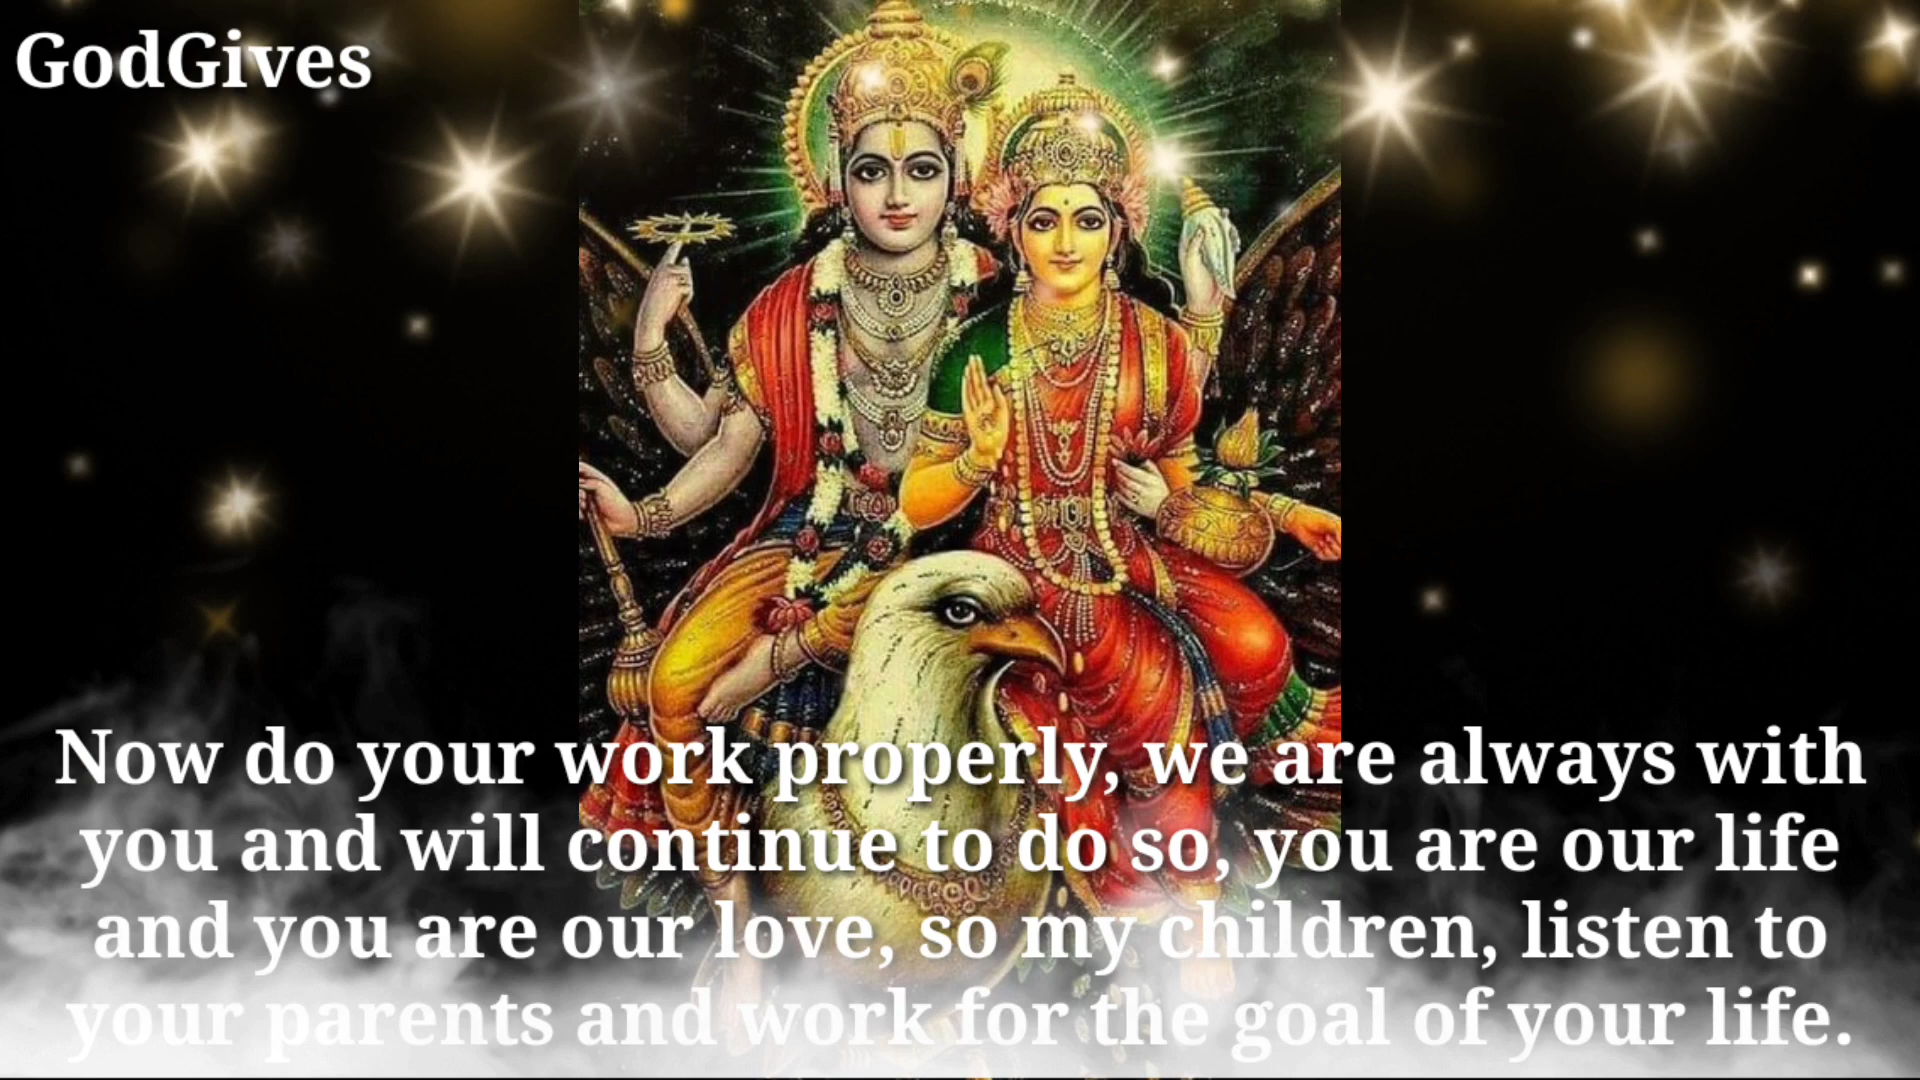 GodGives
Now do your work properly, we are always with
you and will continue to do so, you are our life
and you are our love, so my children, listen to
your parents and work for the goal of your life.